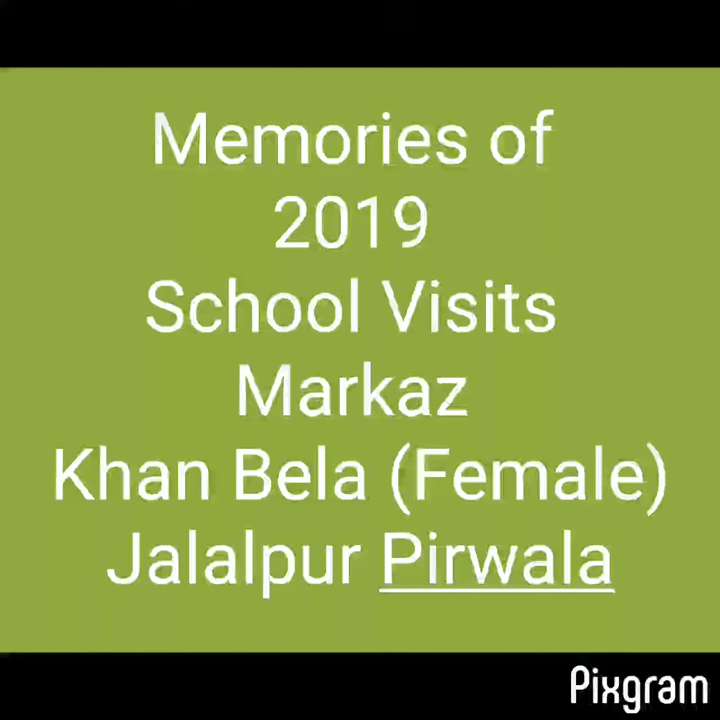 Memories of
2019
School Visits
Markaz
Khan Bela (Female)
Jalalpur Pirwala
Pixgram